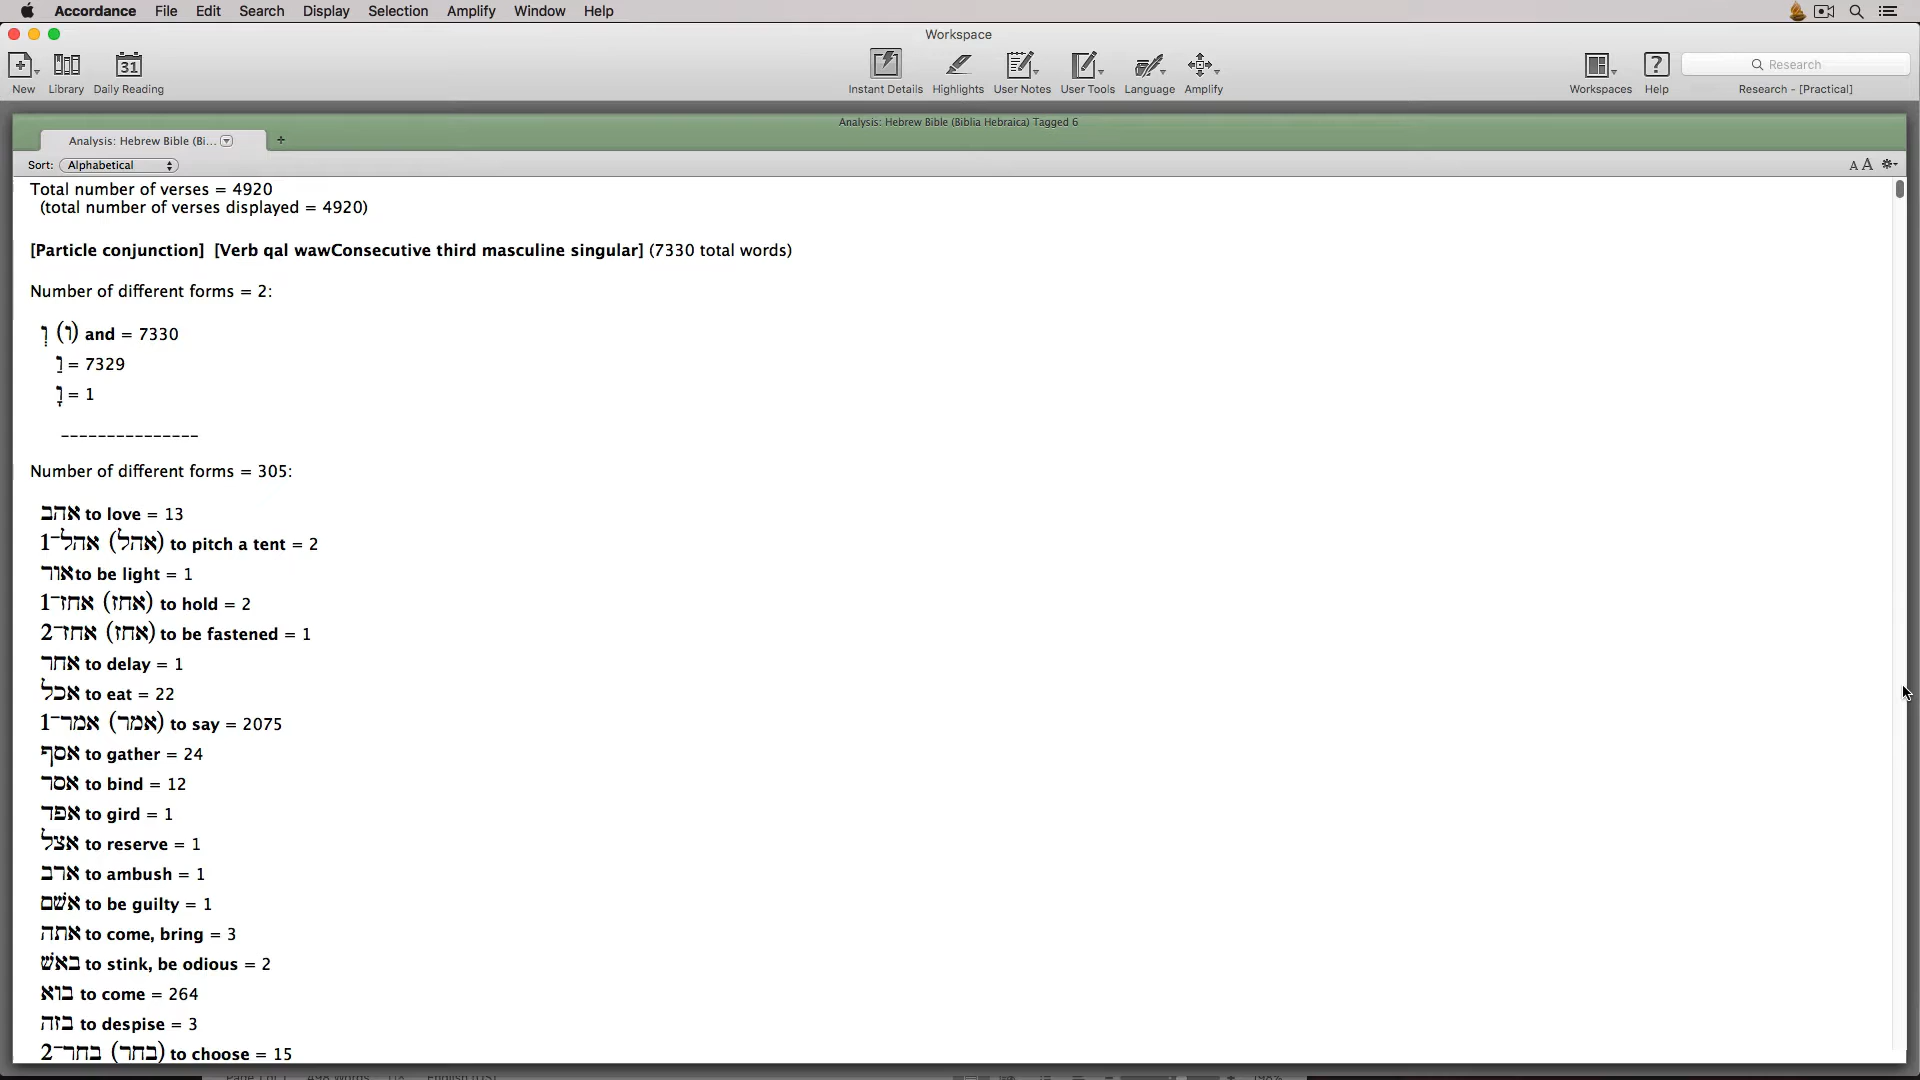 Accordance File Edit Search Display Selection Amplify Window Help
Workspace
31
?
Research
New Library Daily Reading Instant Details Highlights User Notes User Tools Language Amplify Workspaces Help Research - [Practical]
Analysis: Hebrew Bible (Biblia Hebraica) Tagged 6
Analysis: Hebrew Bible (Bi... +
Sort: Alphabetical A A
Total number of verses = 4920
(total number of verses displayed = 4920)
[Particle conjunction] [Verb qal wawConsecutive third masculine singular] (7330 total words)
Number of different forms = 2:
וְ (ו) and = 7330
וַ = 7329
וָ = 1
---------------
Number of different forms = 305:
אהב to love = 13
אהל־1 (אהל) to pitch a tent = 2
אור to be light = 1
אחז־1 (אחז) to hold = 2
אחז־2 (אחז) to be fastened = 1
אחר to delay = 1
אכל to eat = 22
אמר־1 (אמר) to say = 2075
אסף to gather = 24
אסר to bind = 12
אפד to gird = 1
אצל to reserve = 1
ארב to ambush = 1
אשׁם to be guilty = 1
אתה to come, bring = 3
באשׁ to stink, be odious = 2
בוא to come = 264
בזה to despise = 3
בחר־2 (בחר) to choose = 15